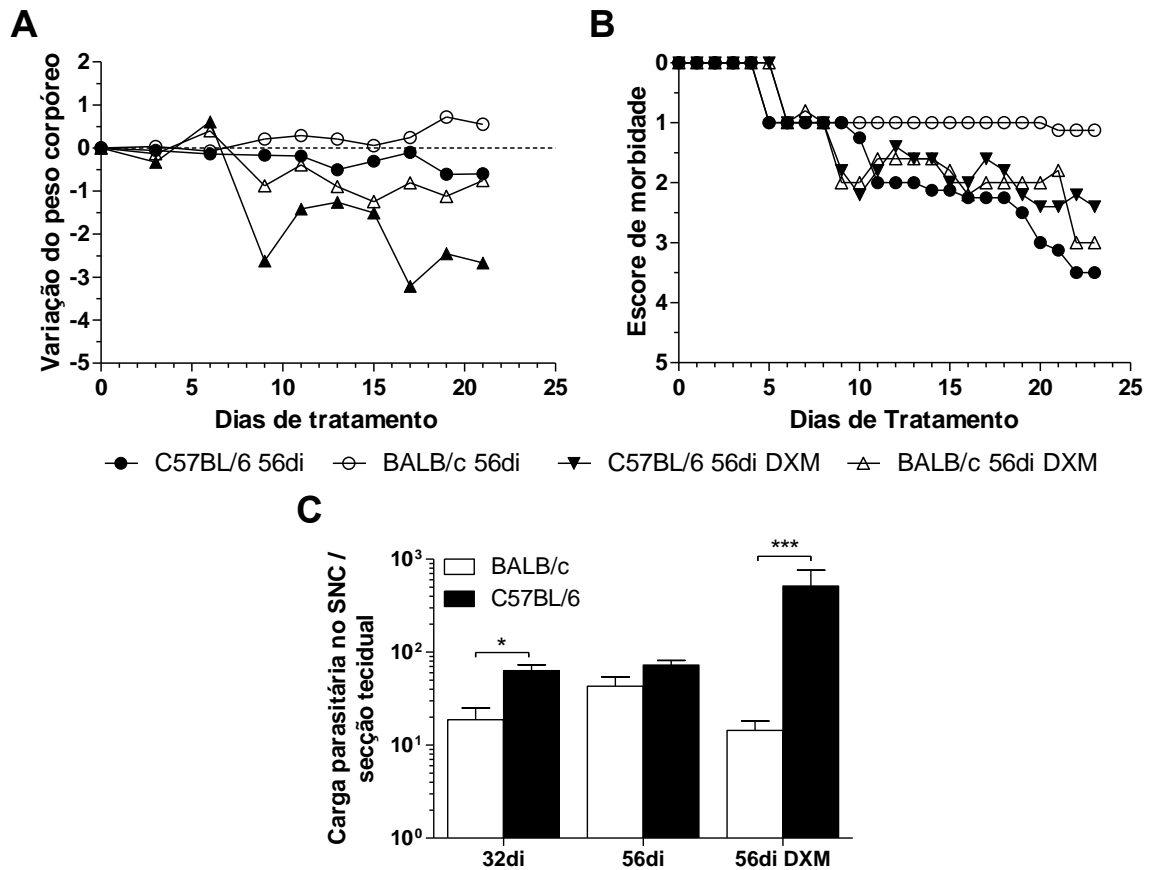 A
Variação do peso corpóreo
2
1
0
-1
-2
-3
-4
-5
0 5 10 15 20 25
Dias de tratamento
B
Escore de morbidade
0
1
2
3
4
5
0 5 10 15 20 25
Dias de Tratamento
C57BL/6 56di BALB/c 56di C57BL/6 56di DXM BALB/c 56di DXM
C
Carga parasitária no SNC /
secção tecidual
10³
10²
10¹
10⁰
BALB/c
C57BL/6
*
***
32di 56di 56di DXM